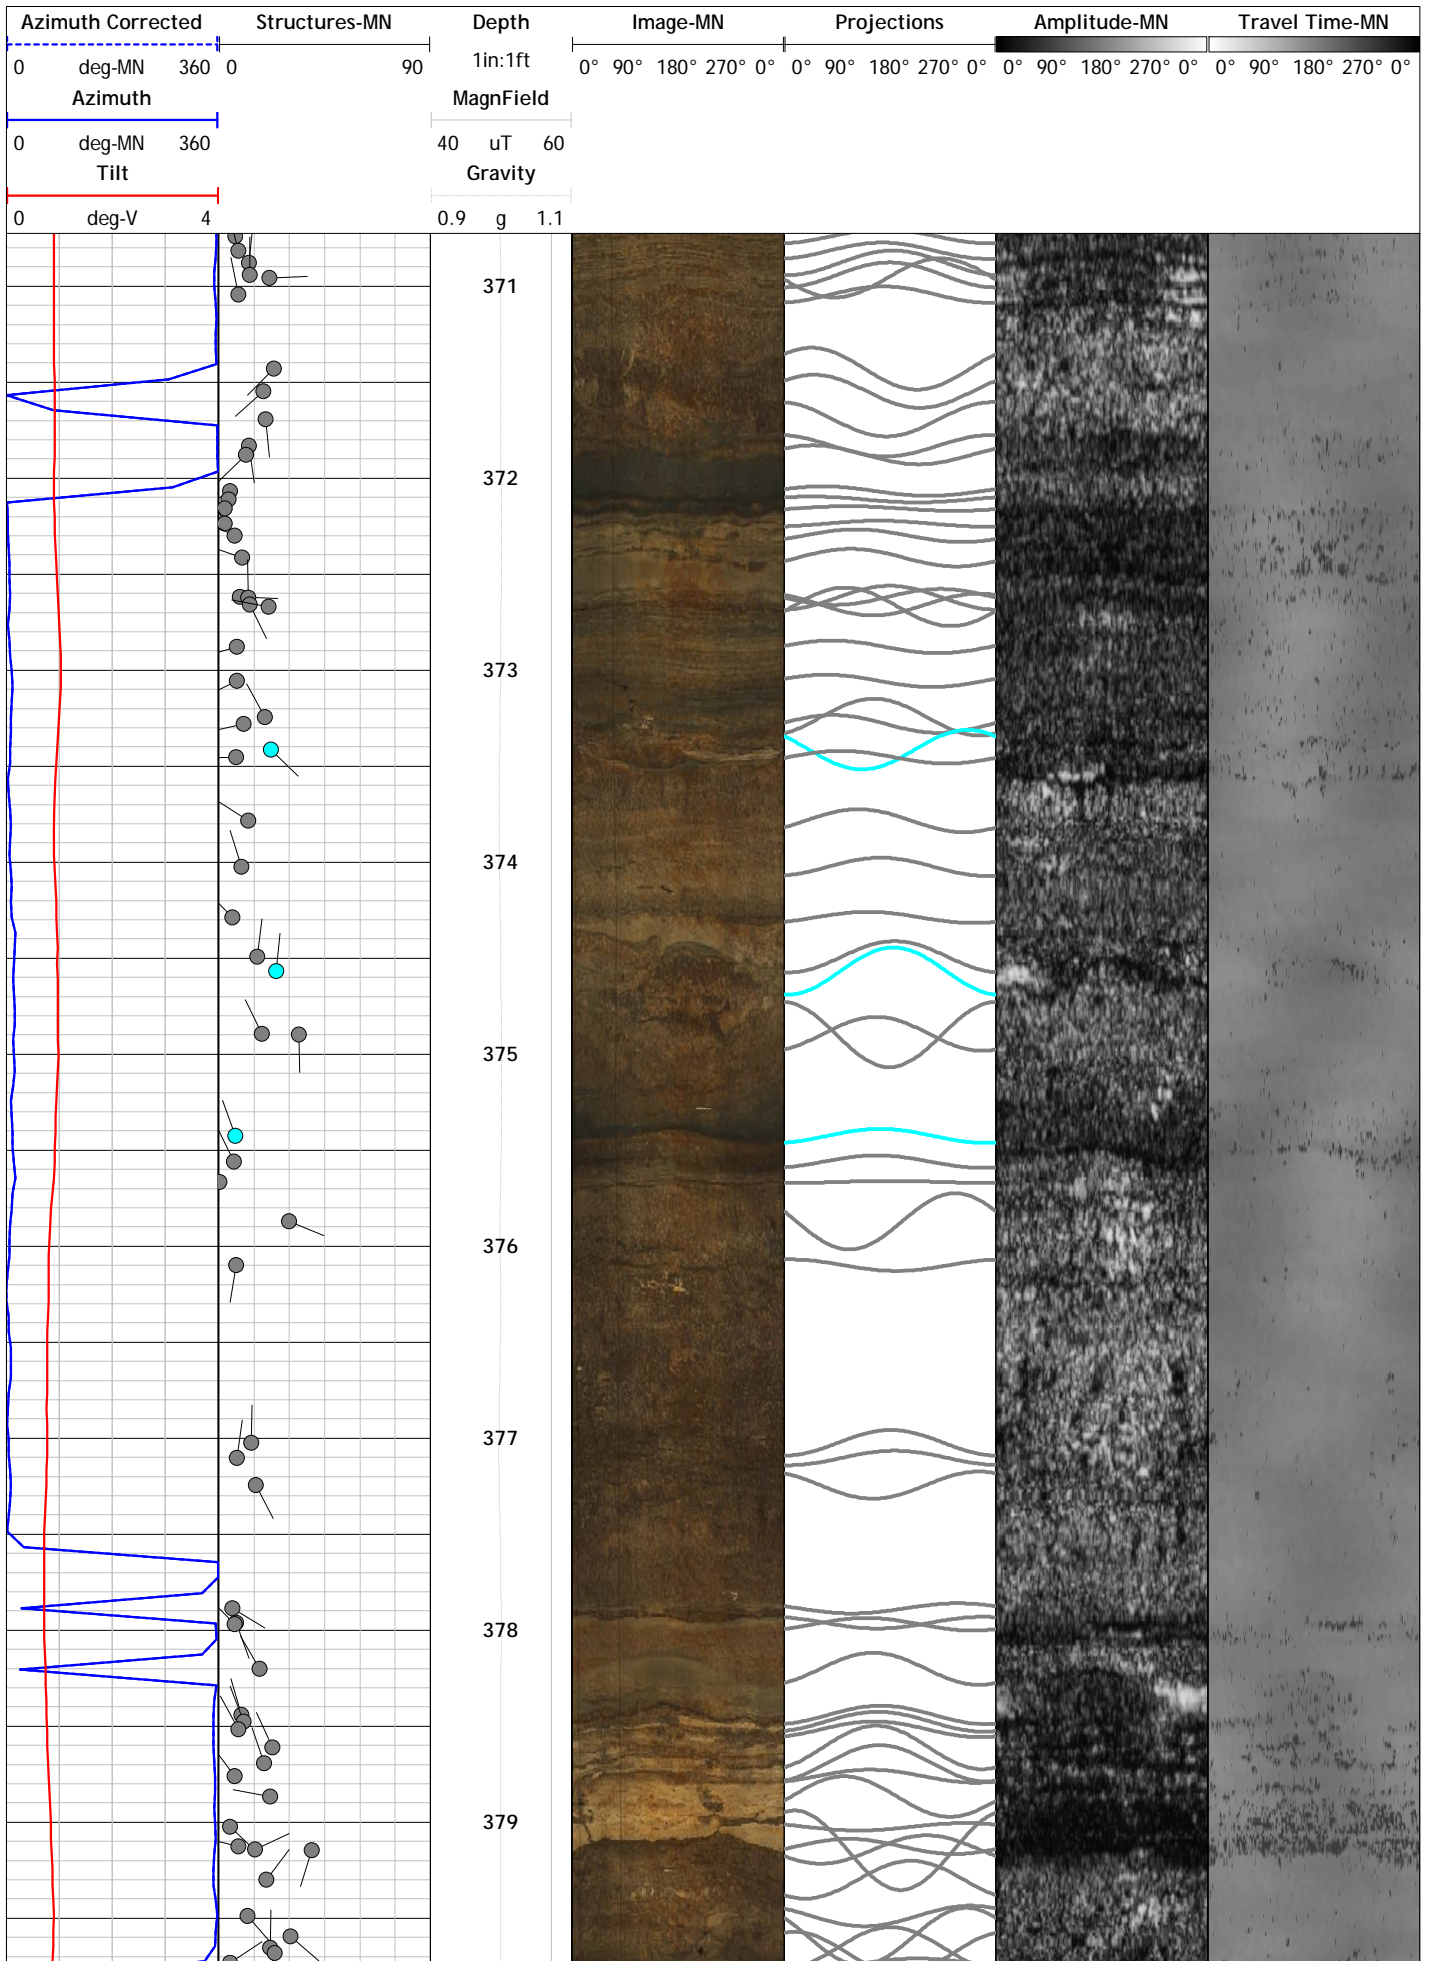 Azimuth Corrected Structures-MN Depth Image-MN Projections Amplitude-MN Travel Time-MN
0 deg-MN 360 0 90 1in:1ft 0° 90° 180° 270° 0° 0° 90° 180° 270° 0° 0° 90° 180° 270° 0° 0° 90° 180° 270° 0°
Azimuth MagnField
0 deg-MN 360 40 uT 60
Tilt Gravity
0 deg-V 4 0.9 g 1.1
371
372
373
374
375
376
377
378
379